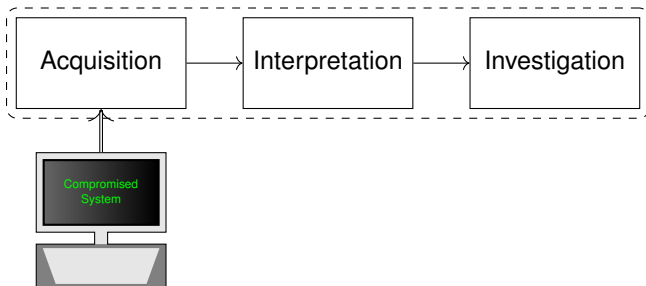 Acquisition
Interpretation
Investigation
Compromised
System